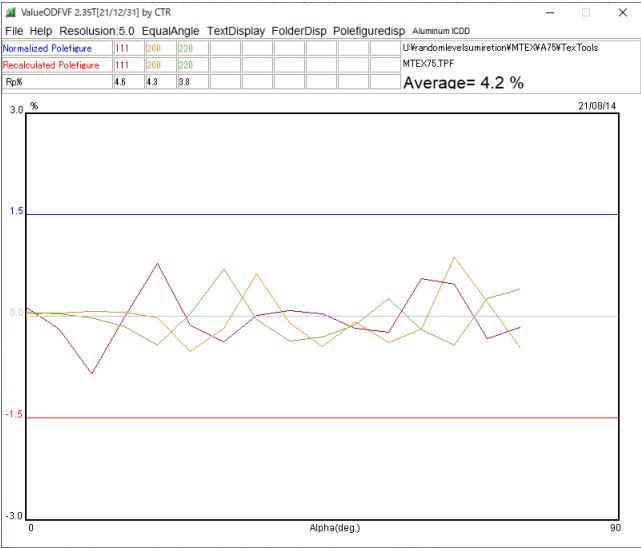 ValueODFVF 2.35T[21/12/31] by CTR
File Help Resolusion:5.0 EqualAngle TextDisplay FolderDisp Polefiguredisp Aluminum ICDD
Normalized Polefigure 111 200 220 U:¥randomlevelsumiretion¥MTEX¥A75¥TexTools
Recalculated Polefigure 111 200 220 MTEX75.TPF
Rp% 4.6 4.3 3.8 Average= 4.2 %
3.0 % 21/08/14
1.5
0.0
-1.5
-3.0
0 Alpha(deg.) 90